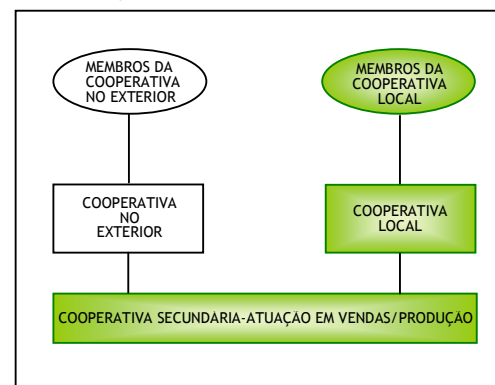 MEMBROS DA
COOPERATIVA
NO EXTERIOR
MEMBROS DA
COOPERATIVA
LOCAL
COOPERATIVA
NO
EXTERIOR
COOPERATIVA
LOCAL
COOPERATIVA SECUNDARIA-ATUAÇÃO EM VENDAS/PRODUÇÃO